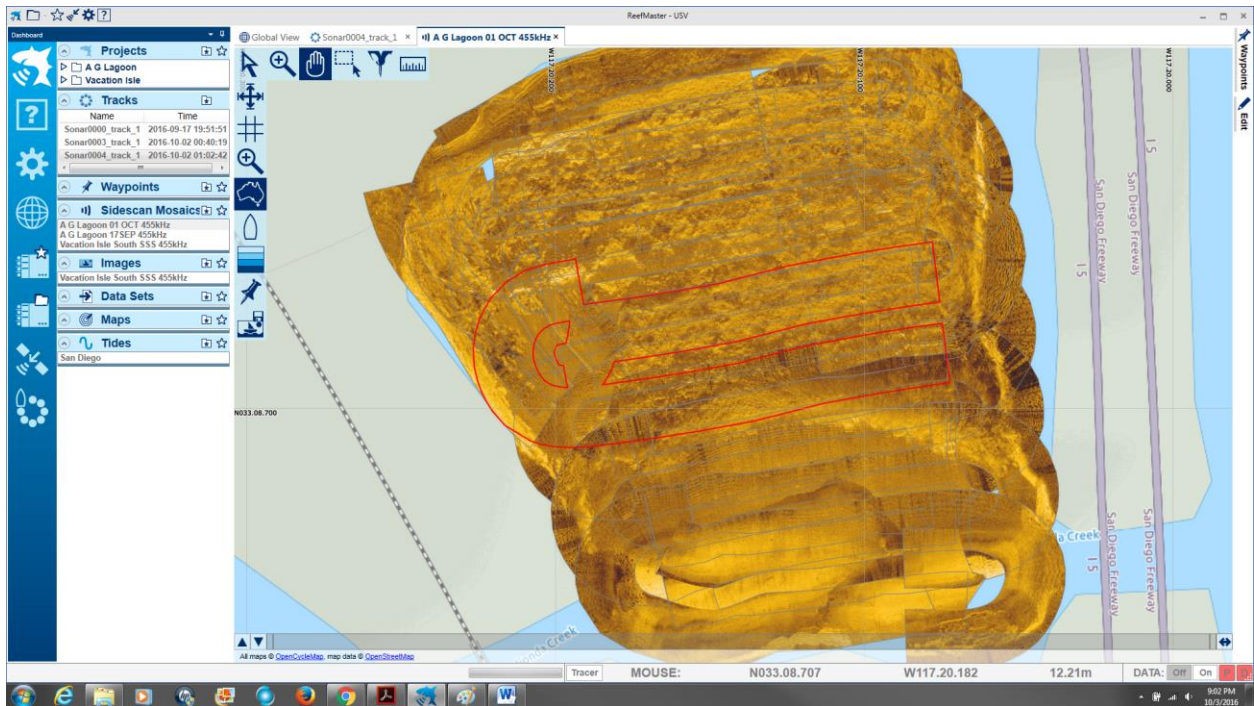 ReefMaster - USV
Dashboard
Global View
Sonar0004_track_1 ×
A G Lagoon 01 OCT 455kHz ×
Projects
A G Lagoon
Vacation Isle
Tracks
Name Time
Sonar0000_track_1 2016-09-17 19:51:51
Sonar0003_track_1 2016-10-02 00:40:19
Sonar0004_track_1 2016-10-02 01:02:42
Waypoints
Sidescan Mosaics
A G Lagoon 01 OCT 455kHz
A G Lagoon 17SEP 455kHz
Vacation Isle South SSS 455kHz
Images
Vacation Isle South SSS 455kHz
Data Sets
Maps
Tides
San Diego
W117.20.200
W117.20.100
W117.20.000
N033.08.700
I 5
San Diego Freeway
San Diego Freeway
I 5
a Creek
San Diego Freeway
San Diego Freeway
I 5
onda Creek
Waypoints
Edit
All maps © OpenCycleMap, map data © OpenStreetMap
Tracer MOUSE: N033.08.707 W117.20.182 12.21m DATA: Off On P D
9:02 PM
10/3/2016